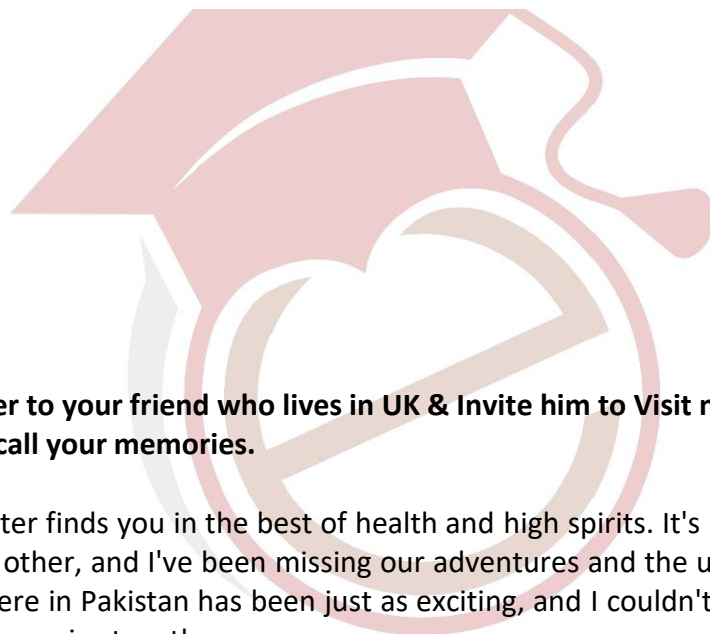 er to your friend who lives in UK & Invite him to Visit
call your memories.
ter finds you in the best of health and high spirits. It's
other, and I've been missing our adventures and the
ere in Pakistan has been just as exciting, and I couldn't